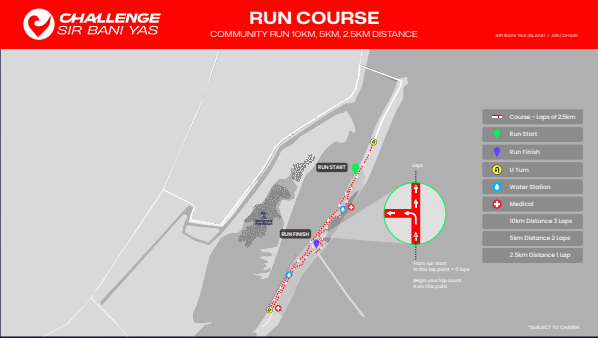 CHALLENGE
SIR BANI YAS
RUN COURSE
COMMUNITY RUN 10KM, 5KM, 2.5KM DISTANCE
SIR BANI YAS ISLAND | ABU DHABI
Course - Laps of 2.5km
Run Start
Run Finish
U Turn
Water Station
Medical
10km Distance 3 Laps
5km Distance 2 Laps
2.5km Distance 1 Lap
RUN START
Laps
RUN FINISH
From run start
to this lap point = 0 laps
Begin your lap count
from this point
*SUBJECT TO CHANGE